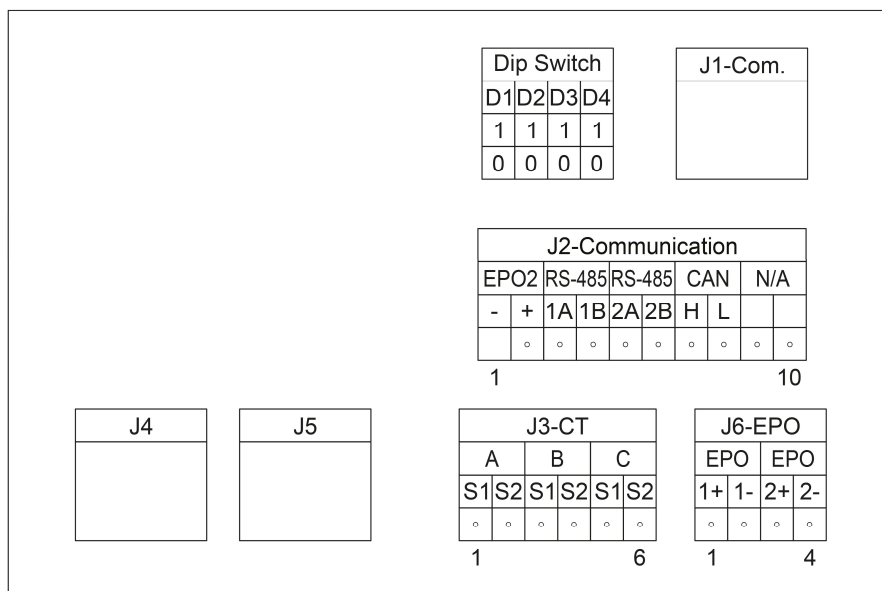 Dip Switch
D1 D2 D3 D4
1 1 1 1
0 0 0 0
J1-Com.
J2-Communication
EPO2 RS-485 RS-485 CAN N/A
- + 1A 1B 2A 2B H L
1 10
J4
J5
J3-CT
A B C
S1 S2 S1 S2 S1 S2
1 6
J6-EPO
EPO EPO
1+ 1- 2+ 2-
1 4